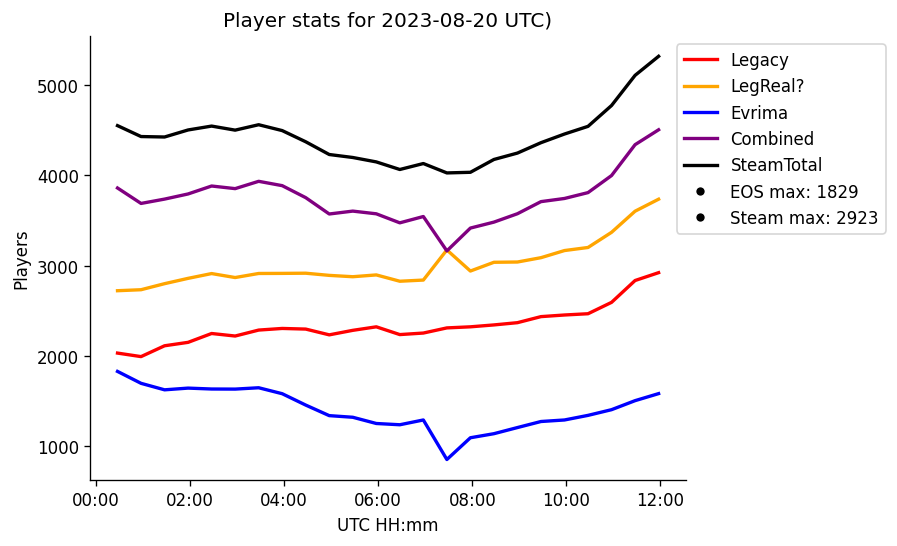 Player stats for 2023-08-20 UTC)
Legacy
LegReal?
Evrima
Combined
SteamTotal
EOS max: 1829
Steam max: 2923
Players
5000
4000
3000
2000
1000
00:00 02:00 04:00 06:00 08:00 10:00 12:00
UTC HH:mm